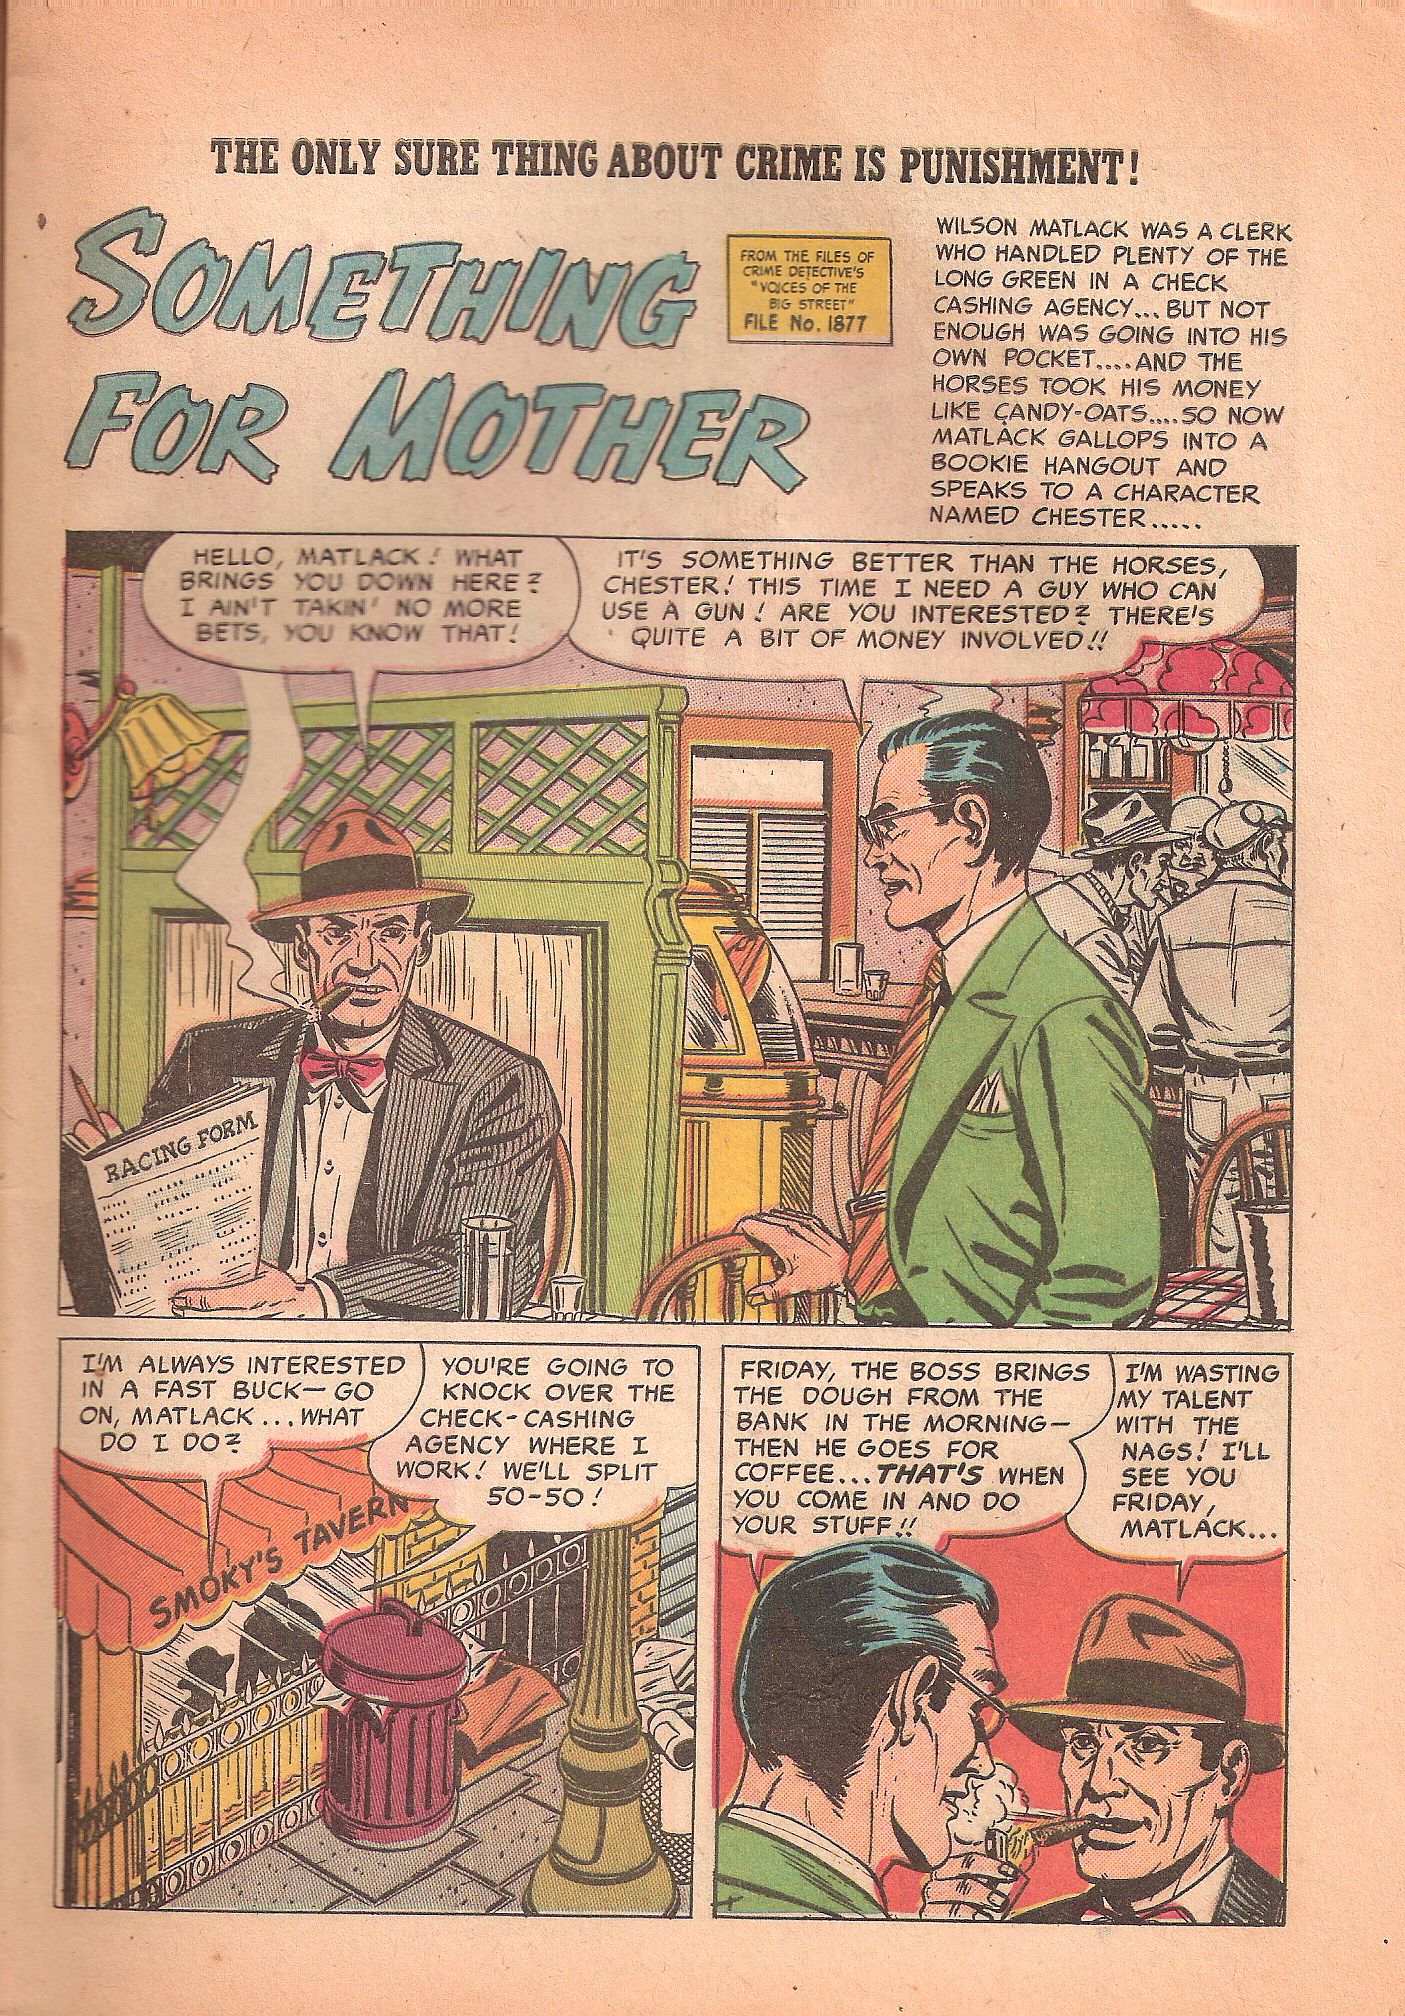 THE ONLY SURE THING ABOUT CRIME IS PUNISHMENT!
SOMETHING
FOR MOTHER
FROM THE FILES OF
CRIME DETECTIVE'S
"VOICES OF THE
BIG STREET"
FILE No. 1877
WILSON MATLACK WAS A CLERK
WHO HANDLED PLENTY OF THE
LONG GREEN IN A CHECK
CASHING AGENCY... BUT NOT
ENOUGH WAS GOING INTO HIS
OWN POCKET....AND THE
HORSES TOOK HIS MONEY
LIKE CANDY-OATS....SO NOW
MATLACK GALLOPS INTO A
BOOKIE HANGOUT AND
SPEAKS TO A CHARACTER
NAMED CHESTER.....
HELLO, MATLACK! WHAT
BRINGS YOU DOWN HERE?
I AIN'T TAKIN' NO MORE
BETS, YOU KNOW THAT!
IT'S SOMETHING BETTER THAN THE HORSES,
CHESTER! THIS TIME I NEED A GUY WHO CAN
USE A GUN! ARE YOU INTERESTED? THERE'S
QUITE A BIT OF MONEY INVOLVED!!
RACING FORM
I'M ALWAYS INTERESTED
IN A FAST BUCK—GO
ON, MATLACK...WHAT
DO I DO?
YOU'RE GOING TO
KNOCK OVER THE
CHECK-CASHING
AGENCY WHERE I
WORK! WE'LL SPLIT
50-50!
SMOKY'S TAVERN
FRIDAY, THE BOSS BRINGS
THE DOUGH FROM THE
BANK IN THE MORNING—
THEN HE GOES FOR
COFFEE...THAT'S WHEN
YOU COME IN AND DO
YOUR STUFF!!
I'M WASTING
MY TALENT
WITH THE
NAGS! I'LL
SEE YOU
FRIDAY,
MATLACK...